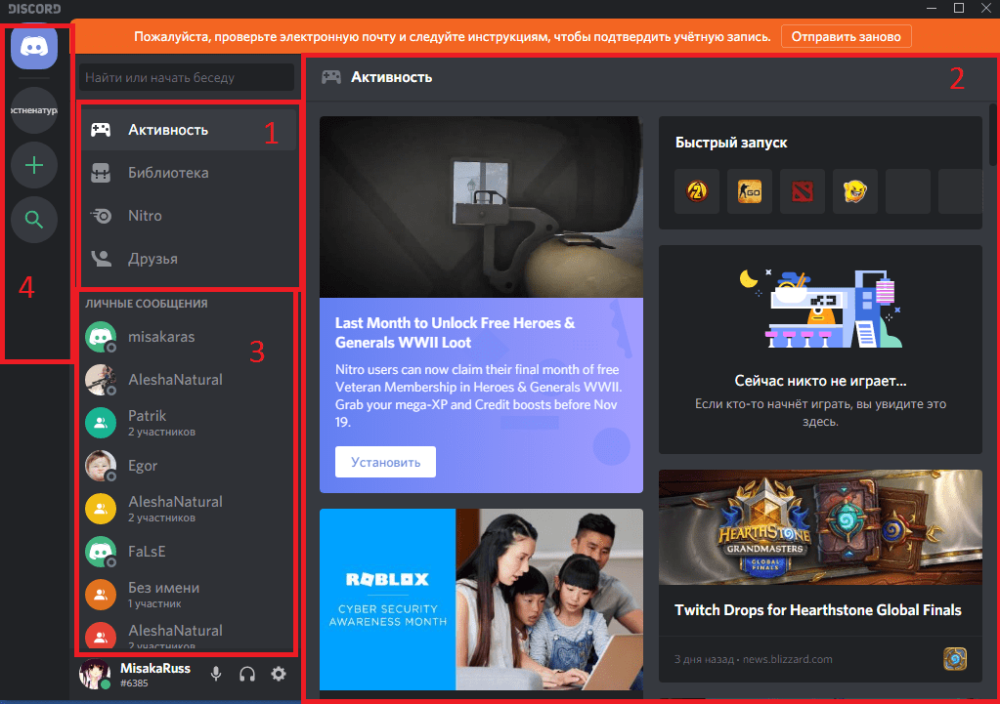 DISCORD
Пожалуйста, проверьте электронную почту и следуйте инструкциям, чтобы подтвердить учётную запись.
Отправить заново
Найти или начать беседу
Активность
2
стненатура
Активность
1
Библиотека
Nitro
Друзья
4
ЛИЧНЫЕ СООБЩЕНИЯ
3
misakaras
AleshaNatural
Patrik
2 участников
Egor
AleshaNatural
2 участников
FaLsE
Без имени
1 участник
AleshaNatural
2 участников
MisakaRuss
#6385
Last Month to Unlock Free Heroes &
Generals WWII Loot
Nitro users can now claim their final month of free
Veteran Membership in Heroes & Generals WWII.
Grab your mega-XP and Credit boosts before Nov
19.
Установить
ROBLOX
CYBER SECURITY
AWARENESS MONTH
Быстрый запуск
GO
Сейчас никто не играет...
Если кто-то начнёт играть, вы увидите это
здесь.
HEARTHSTONE
GRANDMASTERS
GLOBAL
FINALS
Twitch Drops for Hearthstone Global Finals
3 дня назад • news.blizzard.com